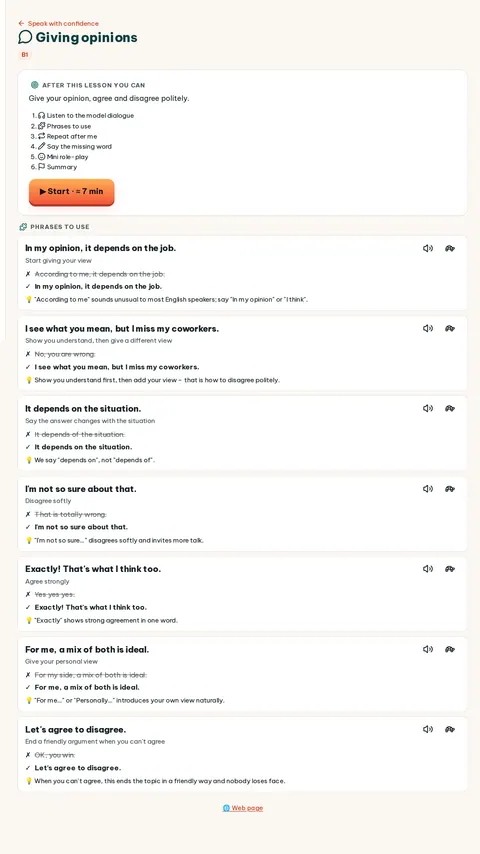 ← Speak with confidence
Giving opinions
B1
AFTER THIS LESSON YOU CAN
Give your opinion, agree and disagree politely.
1. Listen to the model dialogue
2. Phrases to use
3. Repeat after me
4. Say the missing word
5. Mini role-play
6. Summary
▶ Start · ≈ 7 min
PHRASES TO USE
In my opinion, it depends on the job.
Start giving your view
✗ According to me, it depends on the job.
✓ In my opinion, it depends on the job.
💡 "According to me" sounds unusual to most English speakers; say "In my opinion" or "I think".
I see what you mean, but I miss my coworkers.
Show you understand, then give a different view
✗ No, you are wrong.
✓ I see what you mean, but I miss my coworkers.
💡 Show you understand first, then add your view – that is how to disagree politely.
It depends on the situation.
Say the answer changes with the situation
✗ It depends of the situation.
✓ It depends on the situation.
💡 We say "depends on", not "depends of".
I'm not so sure about that.
Disagree softly
✗ That is totally wrong.
✓ I'm not so sure about that.
💡 "I'm not so sure..." disagrees softly and invites more talk.
Exactly! That's what I think too.
Agree strongly
✗ Yes yes yes.
✓ Exactly! That's what I think too.
💡 "Exactly" shows strong agreement in one word.
For me, a mix of both is ideal.
Give your personal view
✗ For my side, a mix of both is ideal.
✓ For me, a mix of both is ideal.
💡 "For me..." or "Personally..." introduces your own view naturally.
Let's agree to disagree.
End a friendly argument when you can't agree
✗ OK, you win.
✓ Let's agree to disagree.
💡 When you can't agree, this ends the topic in a friendly way and nobody loses face.
🌐 Web page